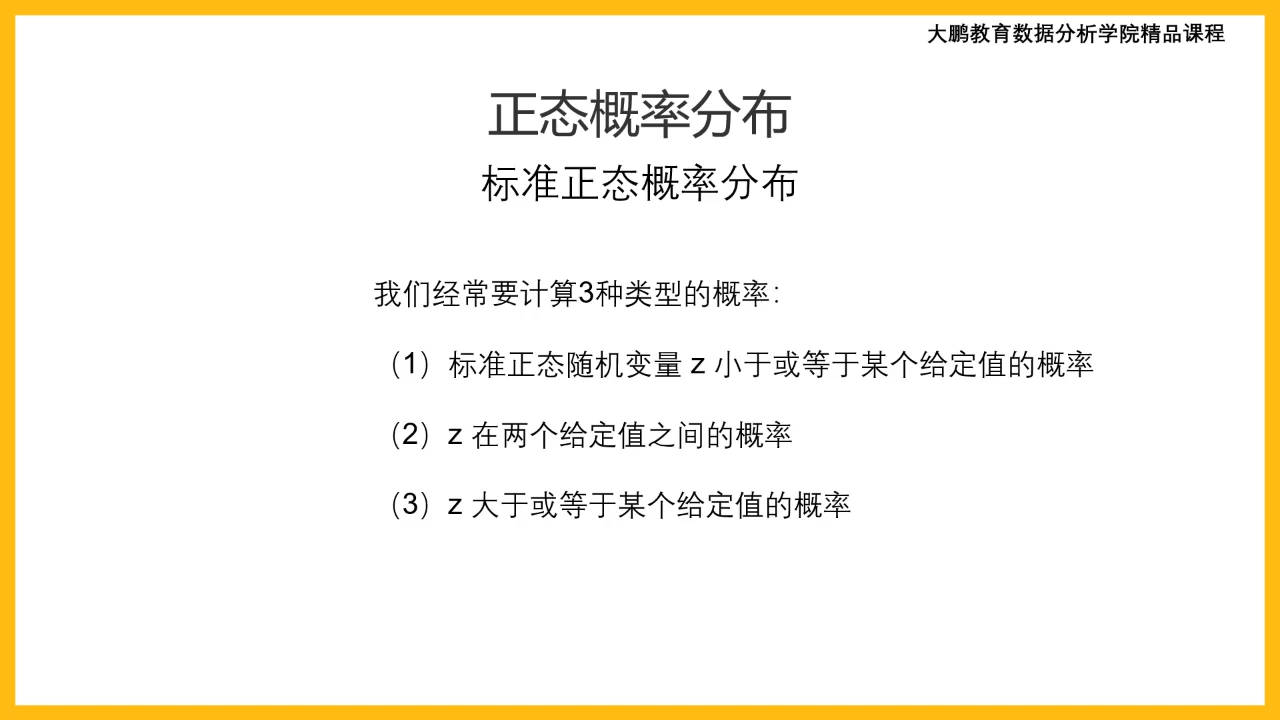 大鹏教育数据分析学院精品课程
正态概率分布
标准正态概率分布
我们经常要计算3种类型的概率：
（1）标准正态随机变量 z 小于或等于某个给定值的概率
（2）z 在两个给定值之间的概率
（3）z 大于或等于某个给定值的概率